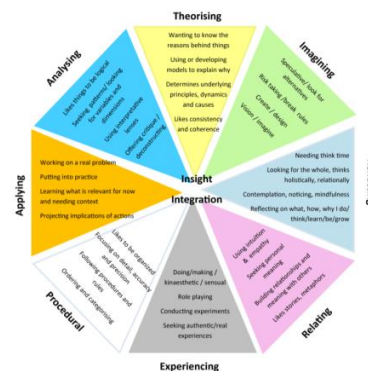 Theorising
Wanting to know the
reasons behind things
Using or developing
models to explain why
Determines underlying
principles, dynamics
and causes
Likes consistency
and coherence
Imagining
Speculative/ look for
alternatives
Risk taking/break
rules
Create / design
Vision / imagine
Needing think time
Looking for the whole, thinks
holistically, relationally
Contemplation, noticing, mindfulness
Reflecting on what, how, why I do/
think/learn/be/grow
Relating
Using intuition
& empathy
Seeking personal
meaning
Building relationships and
meaning with others
Likes stories, metaphors
Experiencing
Doing/making /
kinaesthetic / sensual
Role playing
Conducting experiments
Seeking authentic/real
experiences
Procedural
Likes to be organized
Focusing on detail, accuracy
and precision
Following procedures and
rules
Ordering and categorising
Applying
Working on a real problem
Putting into practice
Learning what is relevant for now
and needing context
Projecting implications of actions
Analysing
Likes things to be logical
Seeking patterns/looking
for variables and
dimensions
Using interpretative
lenses
Offering critique /
deconstructing
Insight
Integration